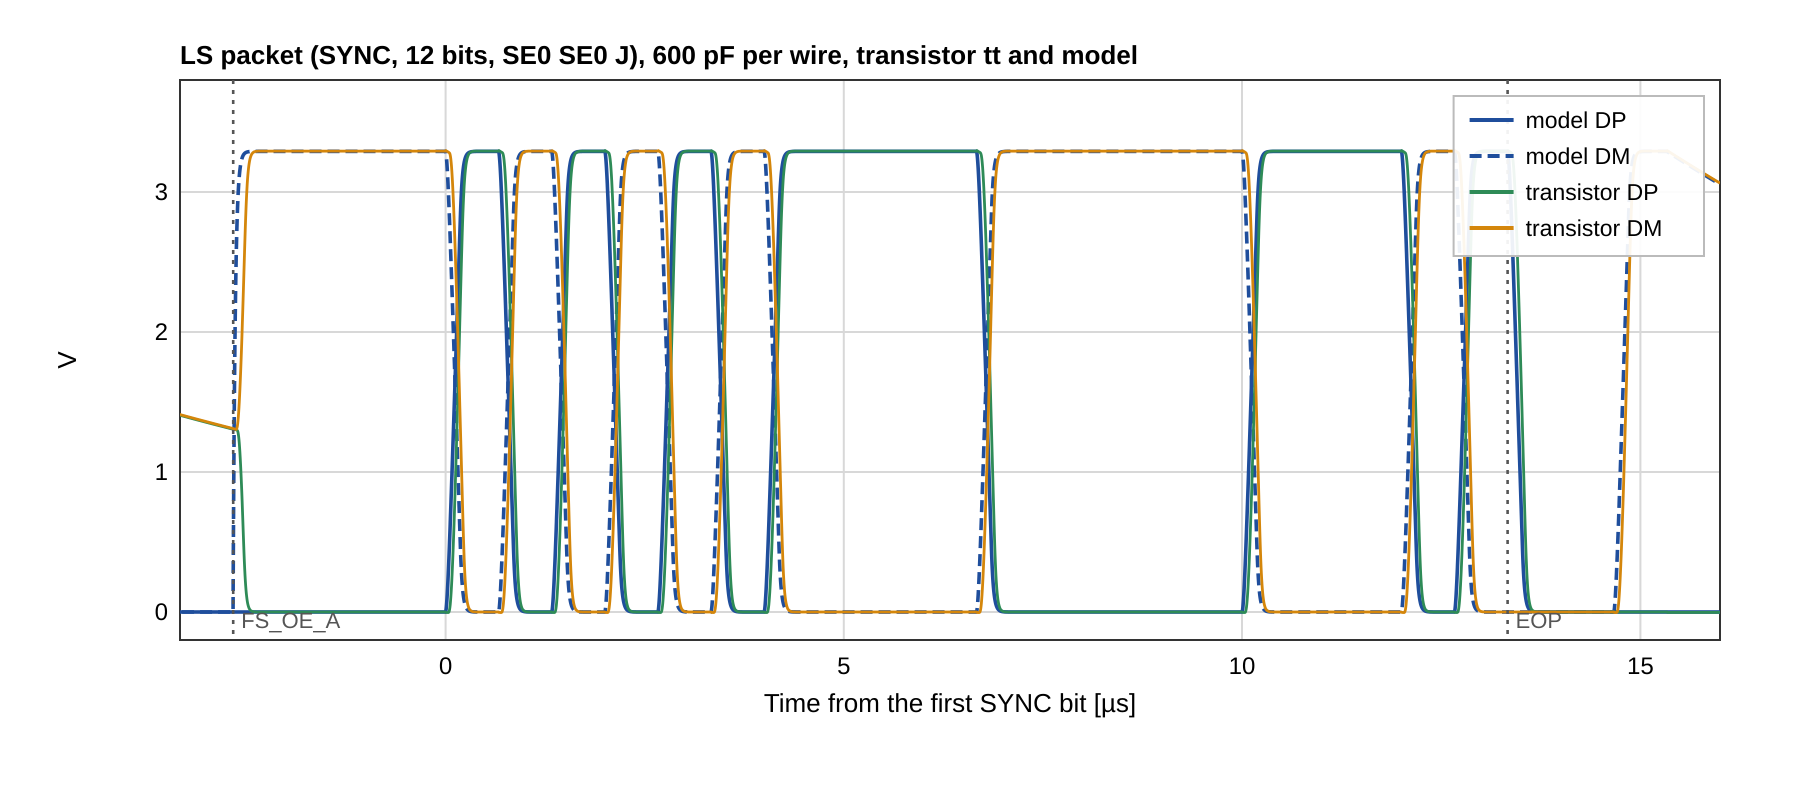 LS packet (SYNC, 12 bits, SE0 SE0 J), 600 pF per wire, transistor tt and model
model DP
model DM
transistor DP
transistor DM
V
3
2
1
0
FS_OE_A
EOP
0
5
10
15
Time from the first SYNC bit [µs]